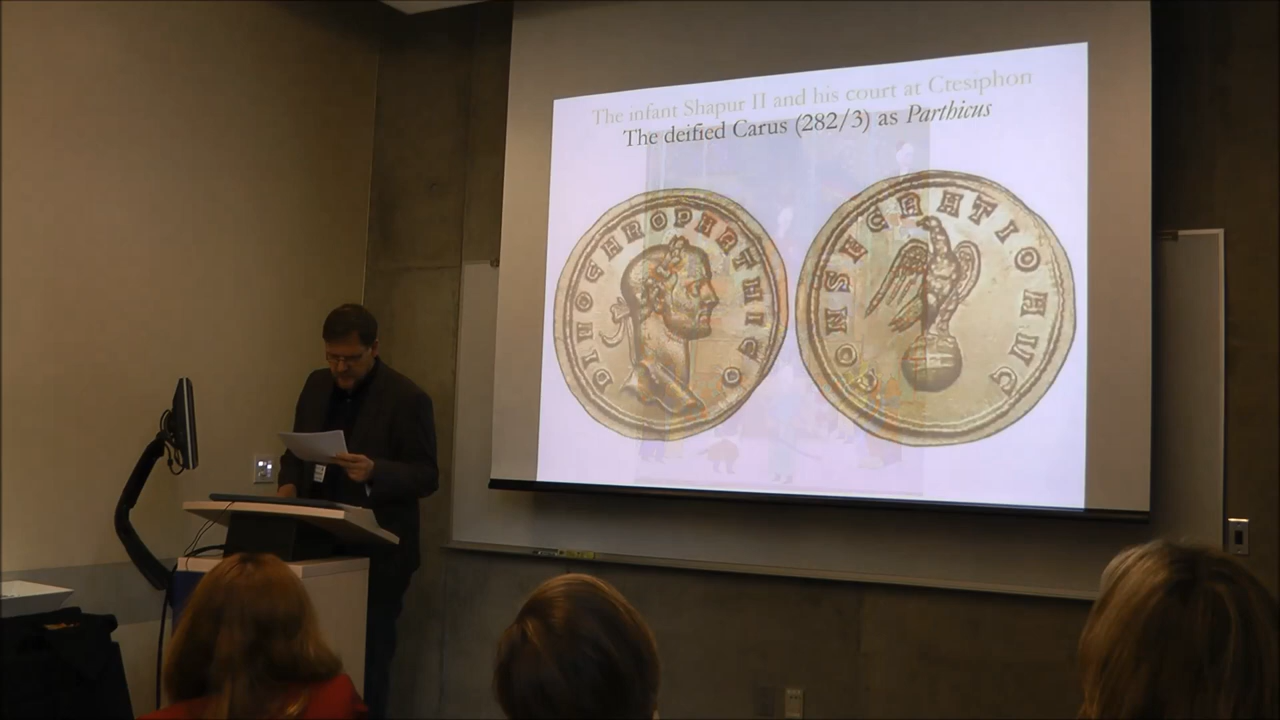 The infant Shapur II and his court at Ctesiphon
The deified Carus (282/3) as Parthicus
DIVO CARO PARTHICO
CONSECRATIO AVG